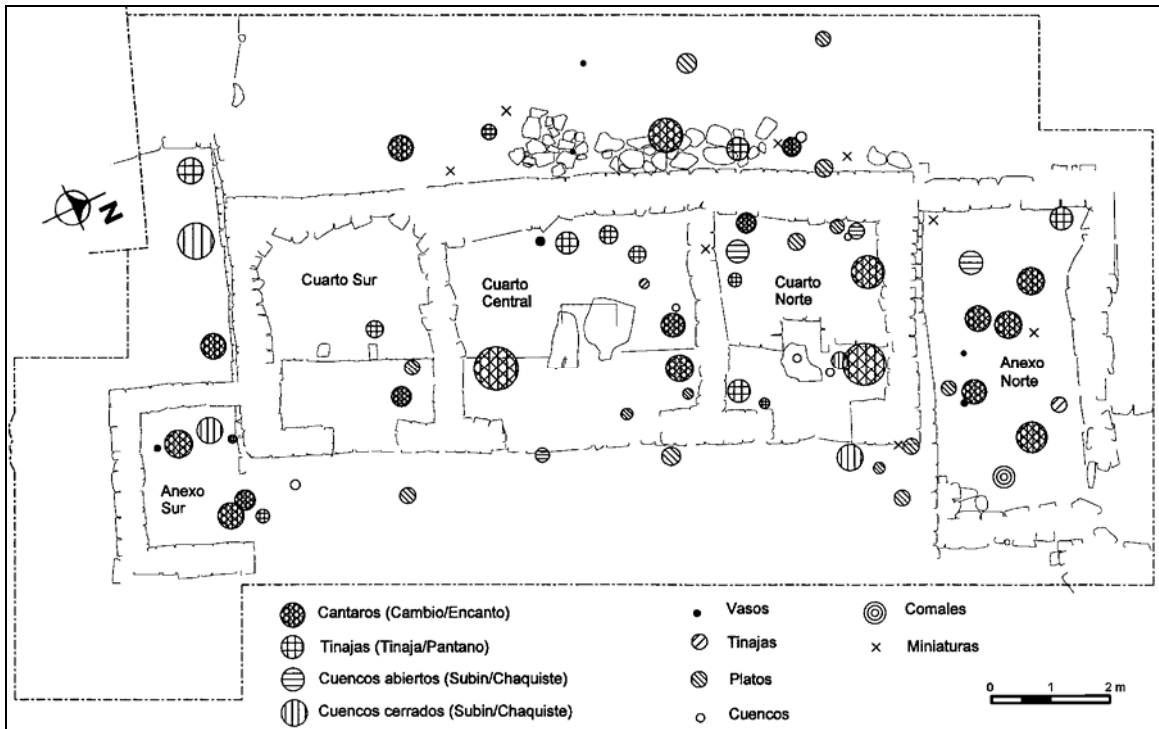 N
Cuarto Sur
Cuarto
Central
Cuarto
Norte
Anexo
Norte
Anexo
Sur
Cantaros (Cambio/Encanto)
Tinajas (Tinaja/Pantano)
Cuencos abiertos (Subin/Chaquiste)
Cuencos cerrados (Subin/Chaquiste)
Vasos
Tinajas
Platos
Cuencos
Comales
Miniaturas
0 1 2 m